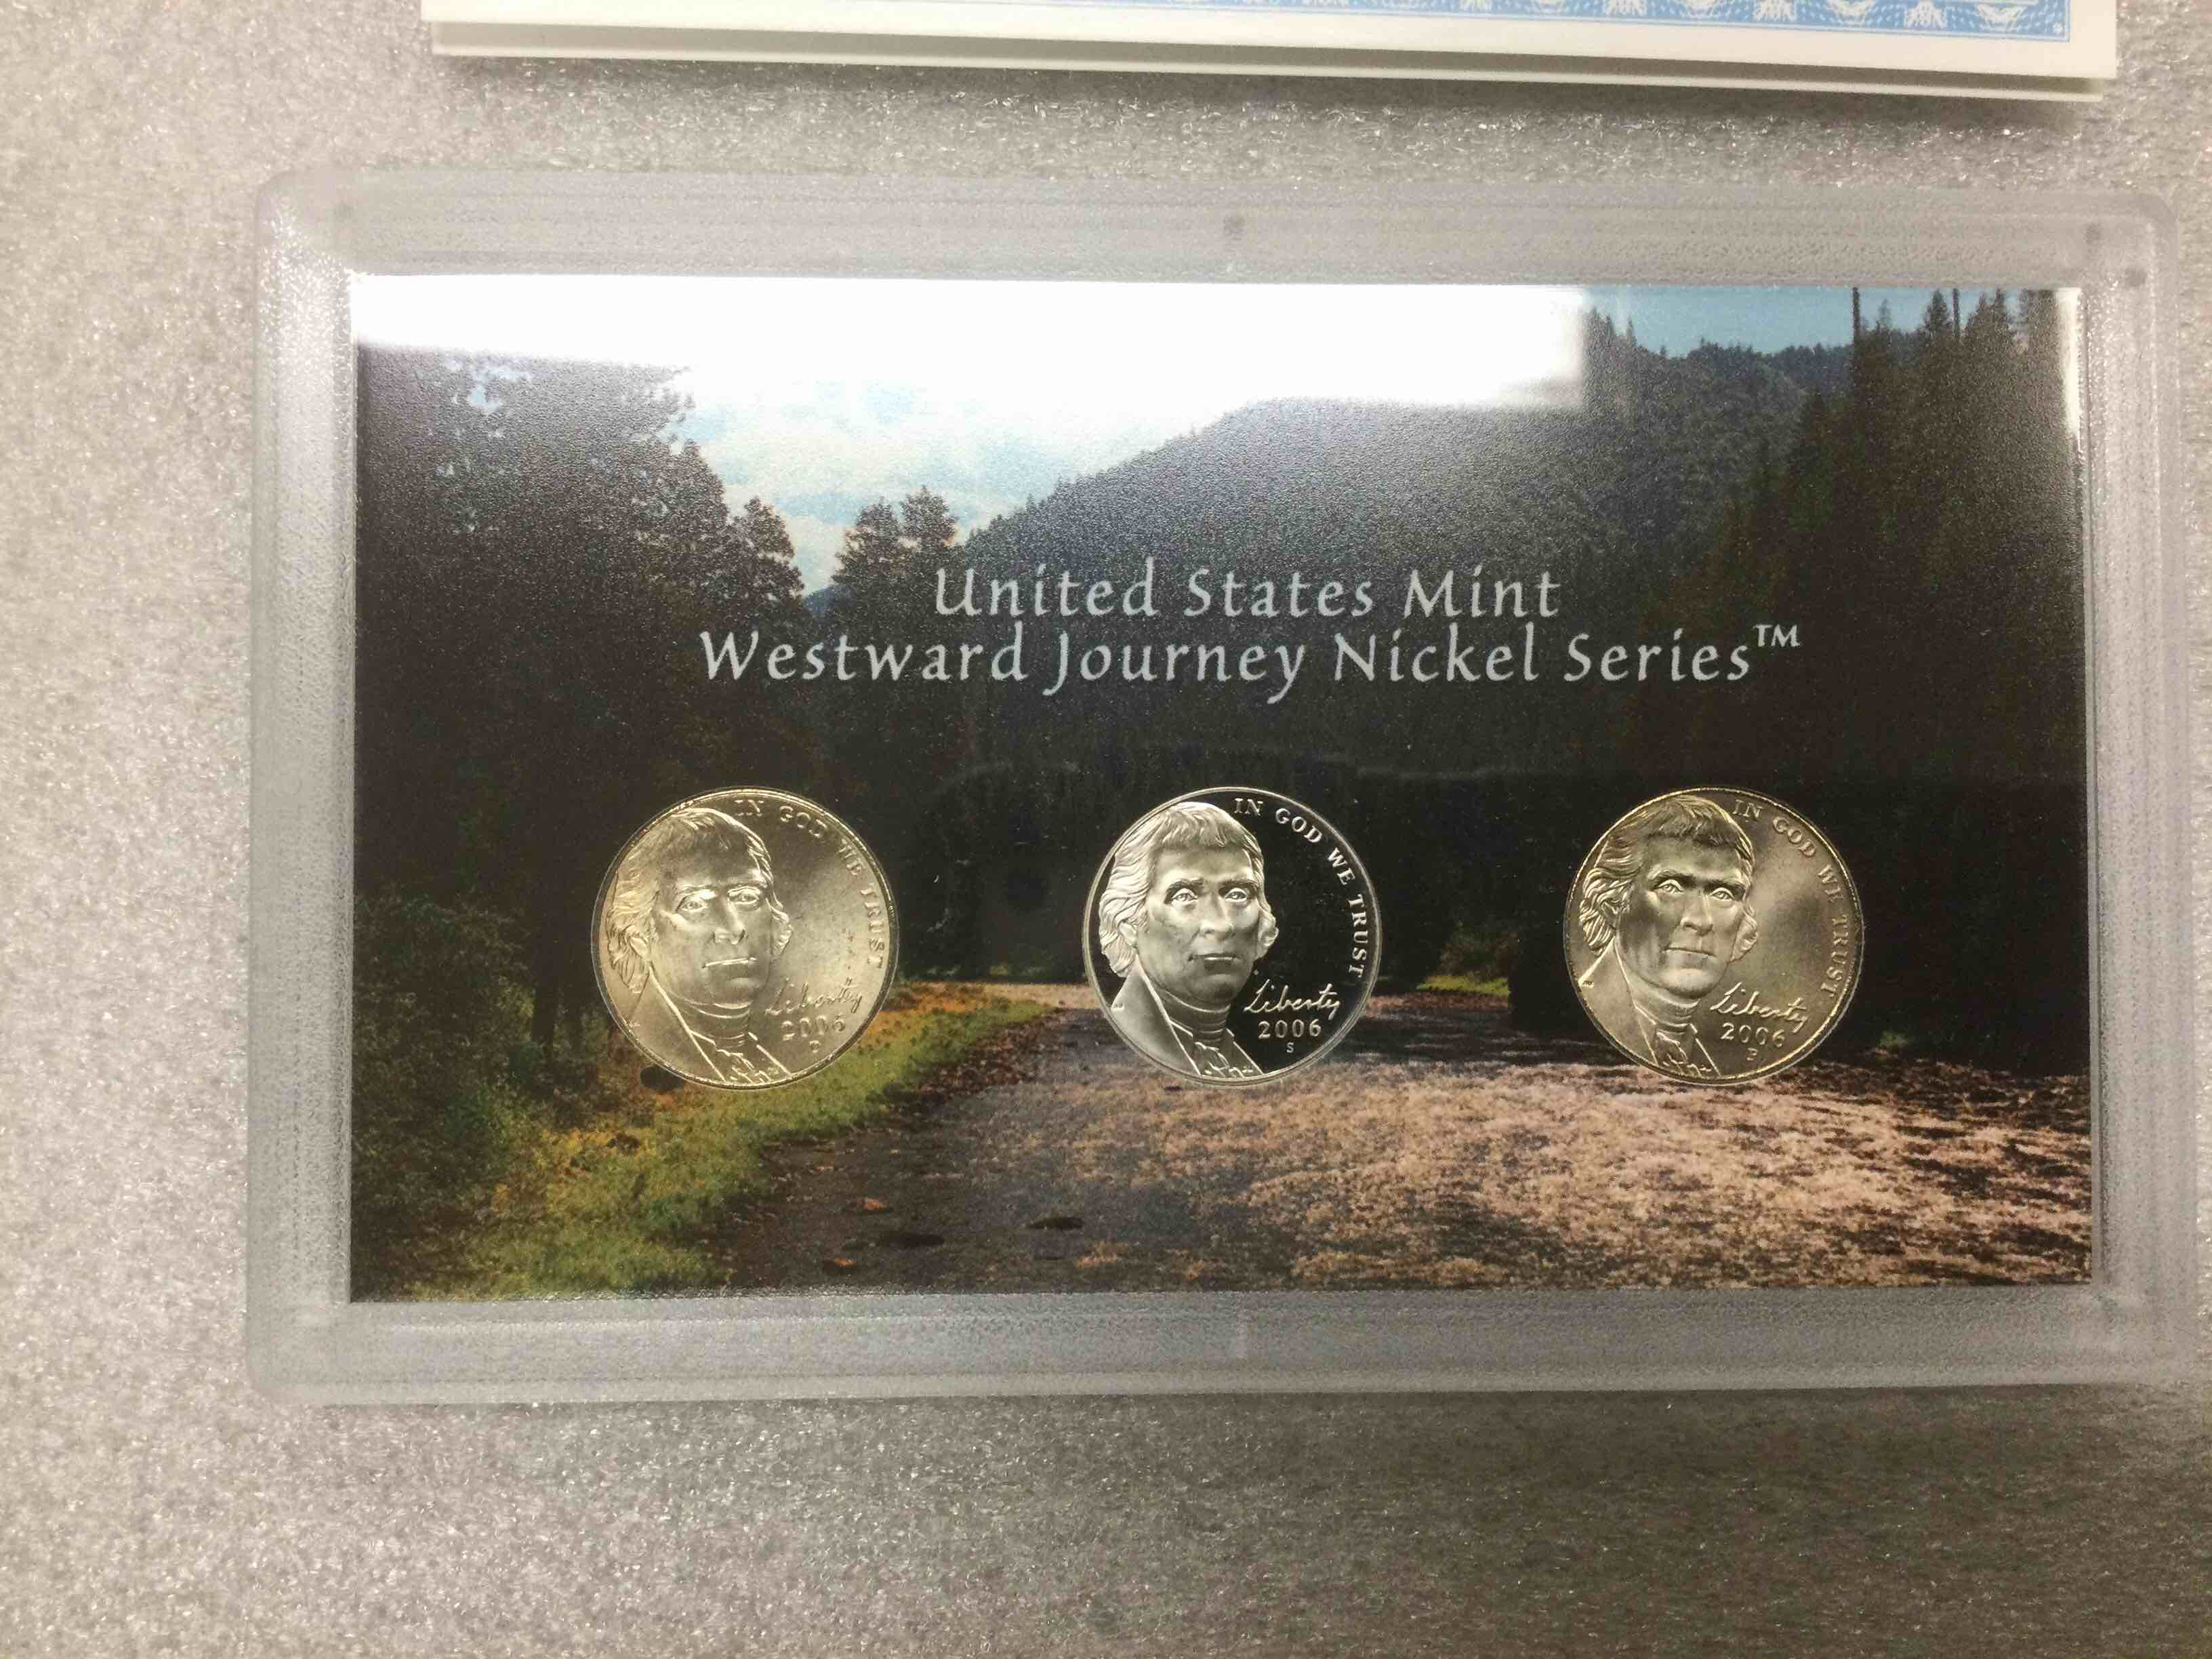 United States Mint
Westward Journey Nickel Series™
IN GOD WE TRUST
Liberty
2006
D
IN GOD WE TRUST
Liberty
2006
S
IN GOD WE TRUST
Liberty
2006
P